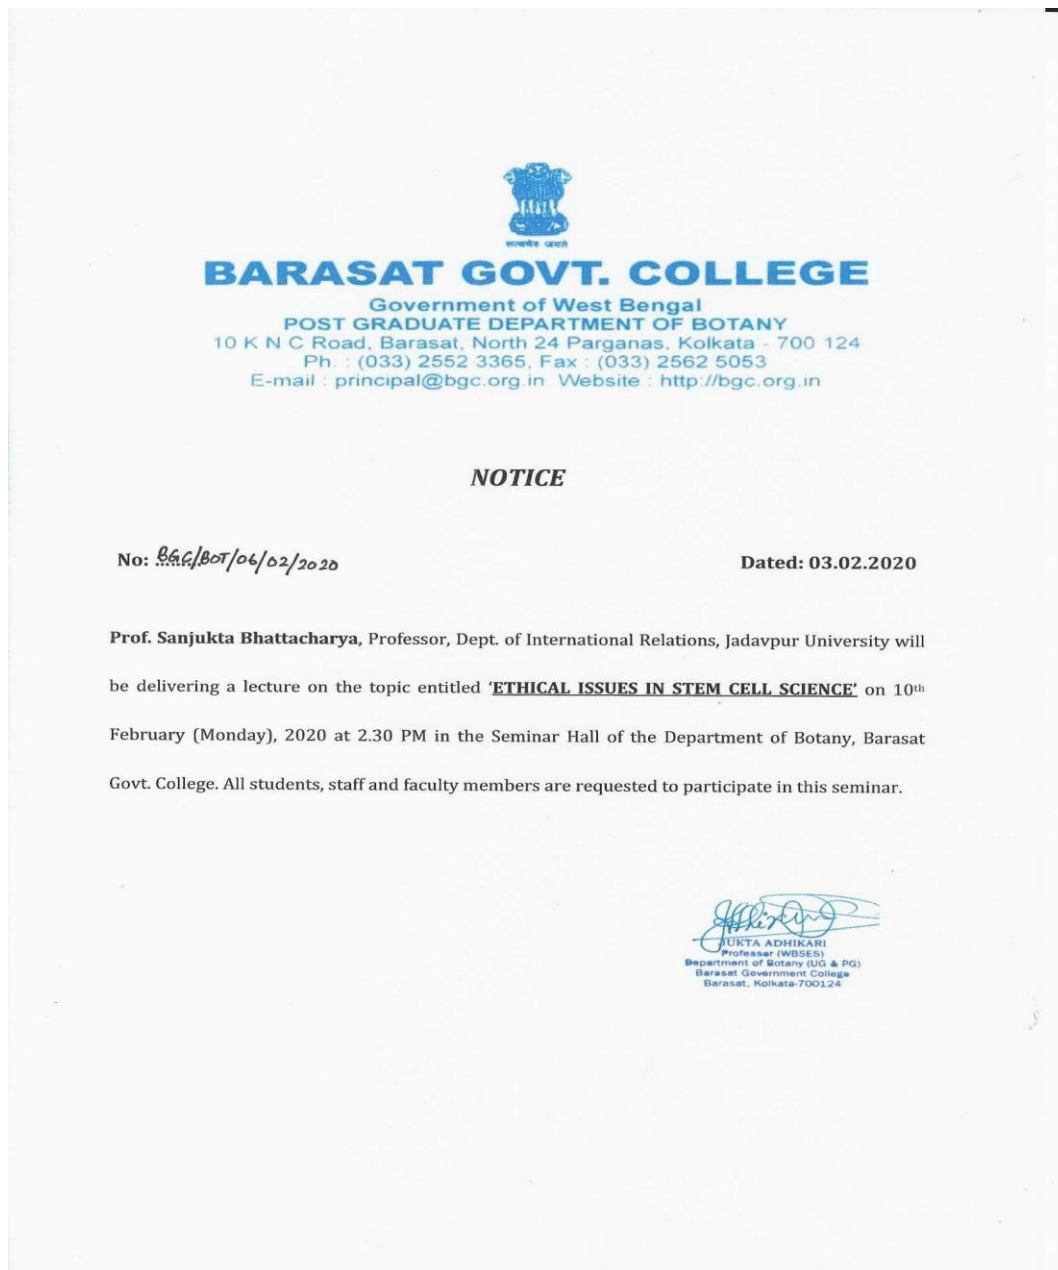 सत्यमेव जयते
BARASAT GOVT. COLLEGE
Government of West Bengal
POST GRADUATE DEPARTMENT OF BOTANY
10 K N C Road, Barasat, North 24 Parganas, Kolkata - 700 124
Ph. : (033) 2552 3365, Fax : (033) 2562 5053
E-mail : principal@bgc.org.in Website : http://bgc.org.in
NOTICE
No: BGC/BOT/06/02/2020 Dated: 03.02.2020
Prof. Sanjukta Bhattacharya, Professor, Dept. of International Relations, Jadavpur University will
be delivering a lecture on the topic entitled ‘ETHICAL ISSUES IN STEM CELL SCIENCE’ on 10th
February (Monday), 2020 at 2.30 PM in the Seminar Hall of the Department of Botany, Barasat
Govt. College. All students, staff and faculty members are requested to participate in this seminar.
JUKTA ADHIKARI
Professor (WBSES)
Department of Botany (UG & PG)
Barasat Government College
Barasat, Kolkata-700124